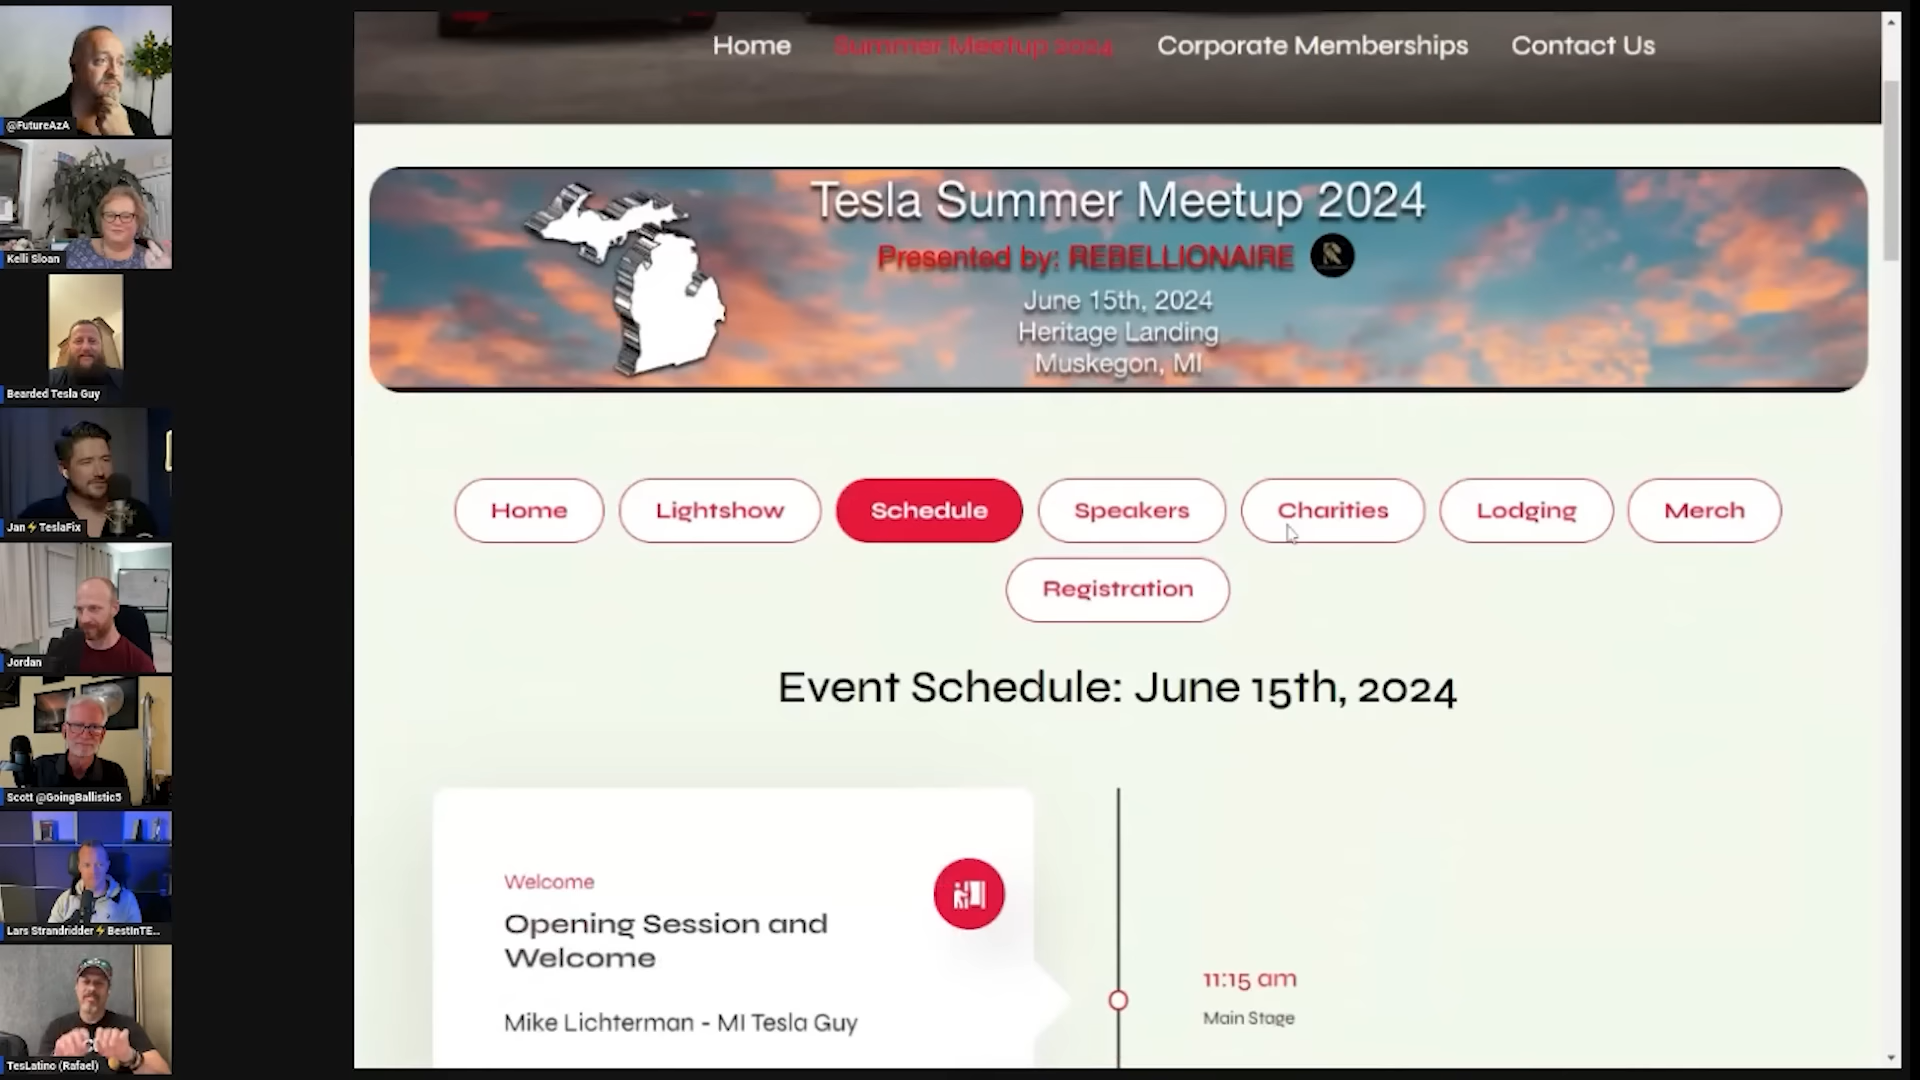 @FutureAzA
Kelli Sloan
Bearded Tesla Guy
Jan⚡TeslaFix
Jordan
Scott @GoingBallistic5
Lars Strandridder⚡BestInTE...
TesLatino (Rafael)
Home Summer Meetup 2024 Corporate Memberships Contact Us
Tesla Summer Meetup 2024
Presented by: REBELLIONAIRE
June 15th, 2024
Heritage Landing
Muskegon, MI
Home Lightshow Schedule Speakers Charities Lodging Merch
Registration
Event Schedule: June 15th, 2024
Welcome
Opening Session and
Welcome
Mike Lichterman - MI Tesla Guy
11:15 am
Main Stage